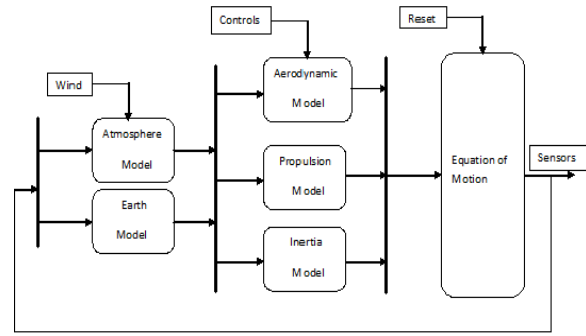 Controls
Reset
Wind
Aerodynamic
Model
Atmosphere
Model
Sensors
Propulsion
Model
Equation of
Motion
Earth
Model
Inertia
Model